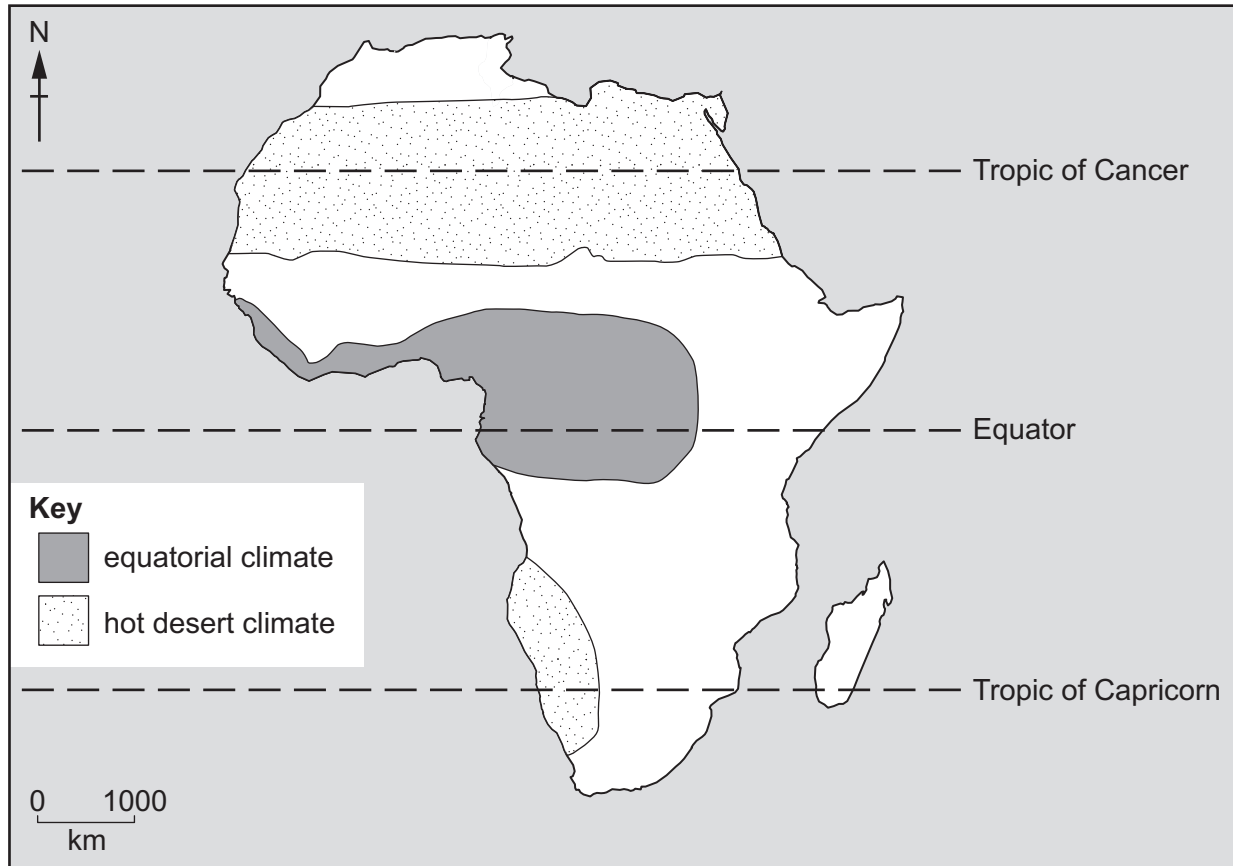 N
Tropic of Cancer
Equator
Key
equatorial climate
hot desert climate
Tropic of Capricorn
0 1000
km